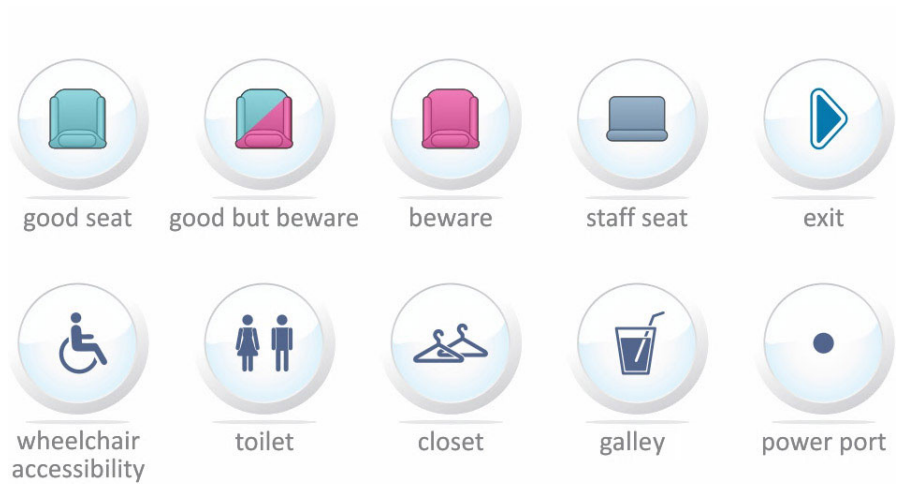 good seat
good but beware
beware
staff seat
exit
wheelchair
accessibility
toilet
closet
galley
power port